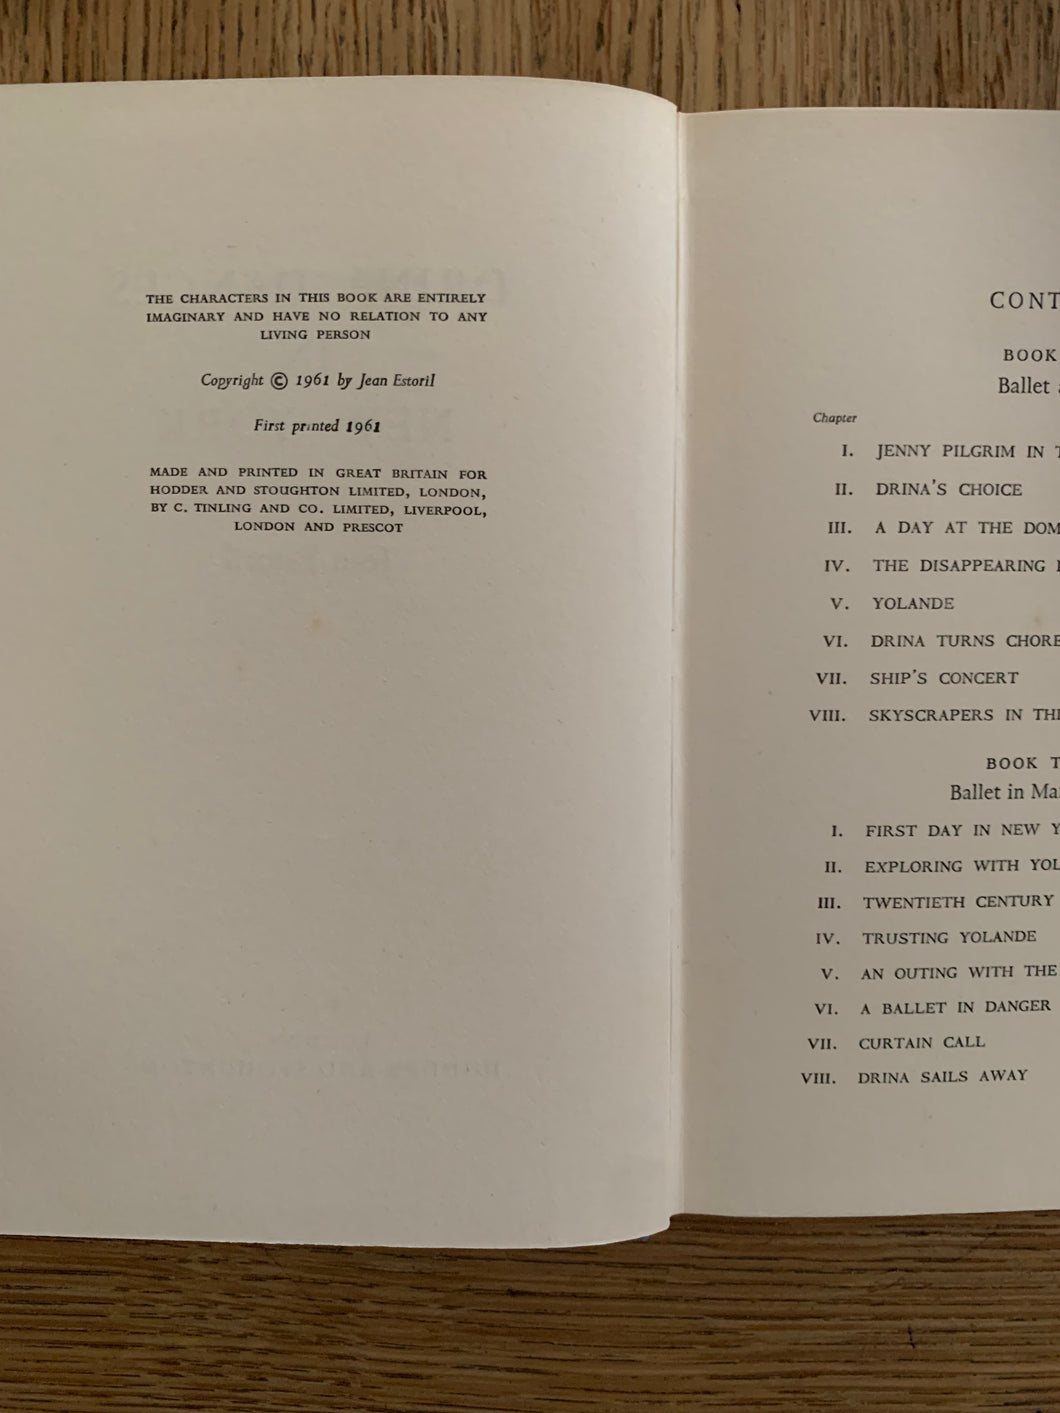 THE CHARACTERS IN THIS BOOK ARE ENTIRELY
IMAGINARY AND HAVE NO RELATION TO ANY
LIVING PERSON
Copyright © 1961 by Jean Estoril
First printed 1961
MADE AND PRINTED IN GREAT BRITAIN FOR
HODDER AND STOUGHTON LIMITED, LONDON,
BY C. TINLING AND CO. LIMITED, LIVERPOOL,
LONDON AND PRESCOT
CONT
BOOK
Ballet
Chapter
I. JENNY PILGRIM IN T
II. DRINA'S CHOICE
III. A DAY AT THE DOM
IV. THE DISAPPEARING
V. YOLANDE
VI. DRINA TURNS CHORE
VII. SHIP'S CONCERT
VIII. SKYSCRAPERS IN THE
BOOK T
Ballet in Ma
I. FIRST DAY IN NEW Y
II. EXPLORING WITH YOL
III. TWENTIETH CENTURY
IV. TRUSTING YOLANDE
V. AN OUTING WITH THE
VI. A BALLET IN DANGER
VII. CURTAIN CALL
VIII. DRINA SAILS AWAY